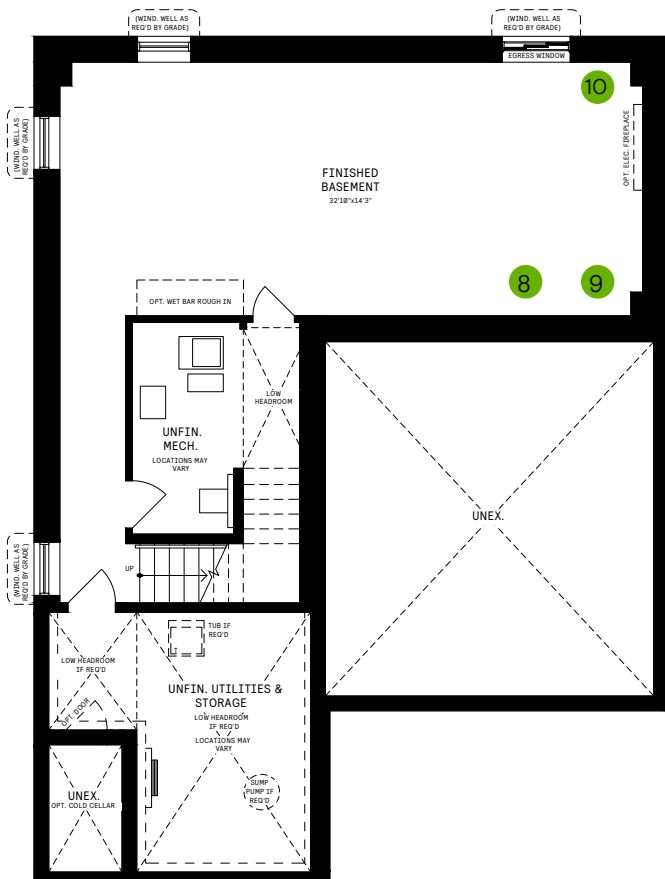 (WIND. WELL AS
REQ'D BY GRADE)
(WIND. WELL AS
REQ'D BY GRADE)
EGRESS WINDOW
10
(WIND. WELL AS
REQ'D BY GRADE)
OPT. ELEC. FIREPLACE
FINISHED
BASEMENT
32'10"x14'3"
8
9
OPT. WET BAR ROUGH IN
LOW
HEADROOM
UNFIN.
MECH.
LOCATIONS MAY
VARY
UNEX.
(WIND. WELL AS
REQ'D BY GRADE)
UP
TUB IF
REQ'D
LT
LOW HEADROOM
IF REQ'D
UNFIN. UTILITIES &
STORAGE
LOW HEADROOM
IF REQ'D
LOCATIONS MAY
VARY
OPT. DOOR
SUMP
PUMP IF
REQ'D
UNEX.
OPT. COLD CELLAR